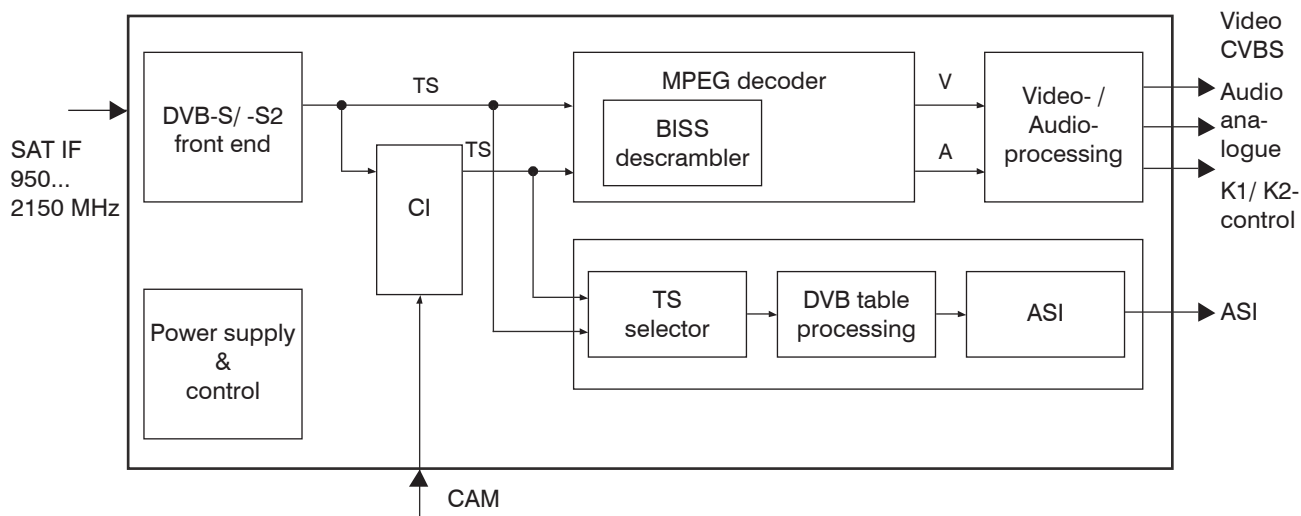 SAT IF
950...
2150 MHz
DVB-S/ -S2
front end
TS
TS
CI
MPEG decoder
BISS
descrambler
V
A
Video- /
Audio-
processing
Video
CVBS
Audio
ana-
logue
K1/ K2-
control
Power supply
&
control
TS
selector
DVB table
processing
ASI
ASI
CAM